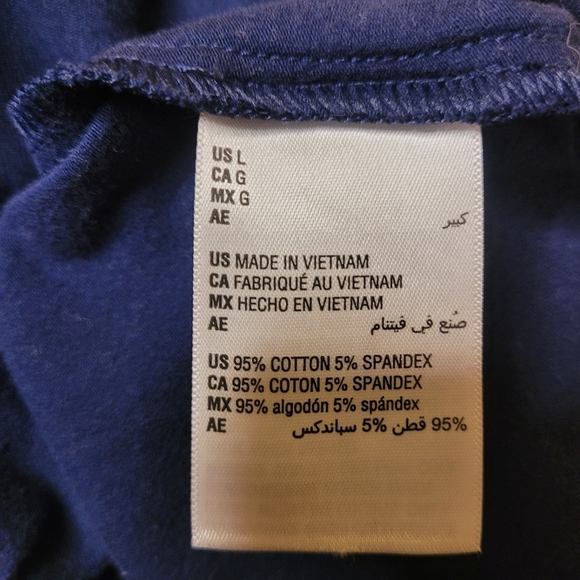 US L
CA G
MX G
AE كبير
US MADE IN VIETNAM
CA FABRIQUÉ AU VIETNAM
MX HECHO EN VIETNAM
AE صُنع في فيتنام
US 95% COTTON 5% SPANDEX
CA 95% COTON 5% SPANDEX
MX 95% algodón 5% spándex
AE 95% قطن 5% سباندكس